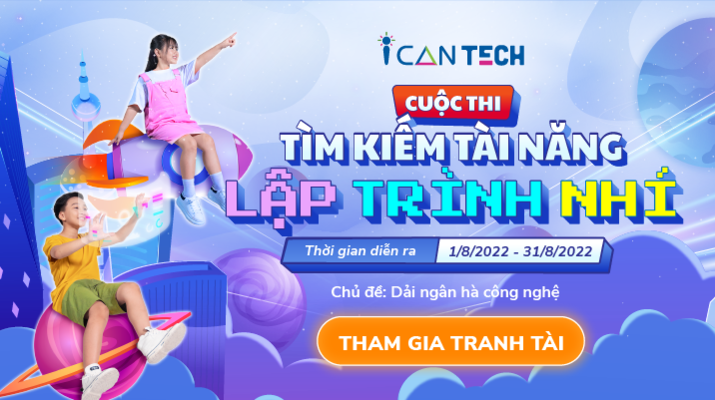 iCANTECH
CUỘC THI
TÌM KIẾM TÀI NĂNG
LẬP TRÌNH NHÍ
Thời gian diễn ra 1/8/2022 - 31/8/2022
Chủ đề: Dải ngân hà công nghệ
THAM GIA TRANH TÀI